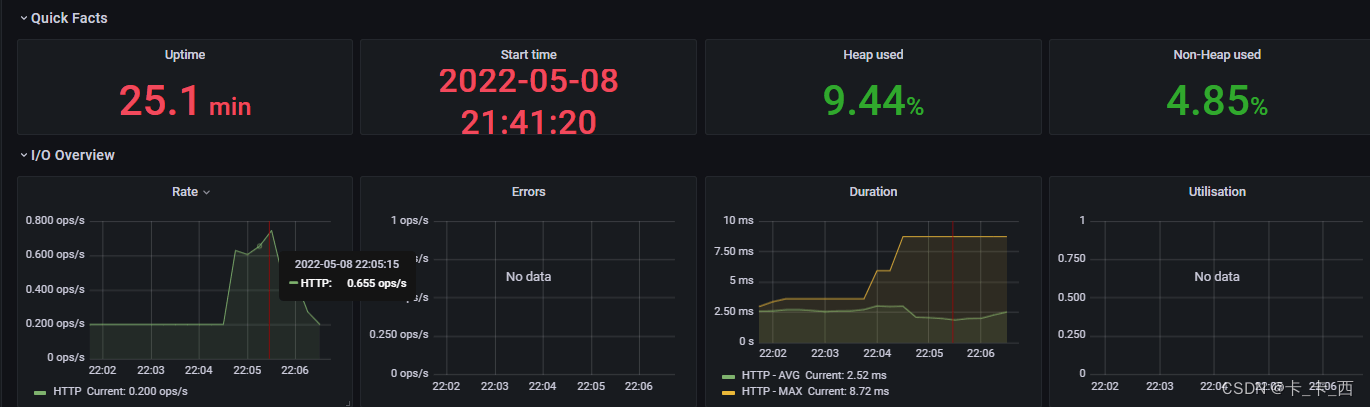 Quick Facts
Uptime
25.1 min
Start time
2022-05-08
21:41:20
Heap used
9.44%
Non-Heap used
4.85%
I/O Overview
Rate
0.800 ops/s
0.600 ops/s
0.400 ops/s
0.200 ops/s
0 ops/s
22:02 22:03 22:04 22:05 22:06
HTTP Current: 0.200 ops/s
2022-05-08 22:05:15
HTTP: 0.655 ops/s
Errors
1 ops/s
ops/s
0.250 ops/s
0 ops/s
No data
22:02 22:03 22:04 22:05 22:06
Duration
10 ms
7.50 ms
5 ms
2.50 ms
0 s
22:02 22:03 22:04 22:05 22:06
HTTP - AVG Current: 2.52 ms
HTTP - MAX Current: 8.72 ms
Utilisation
1
0.750
0.500
0.250
0
No data
22:02 22:03 22:04 22:05 22:06
CSDN @卡_卡_西